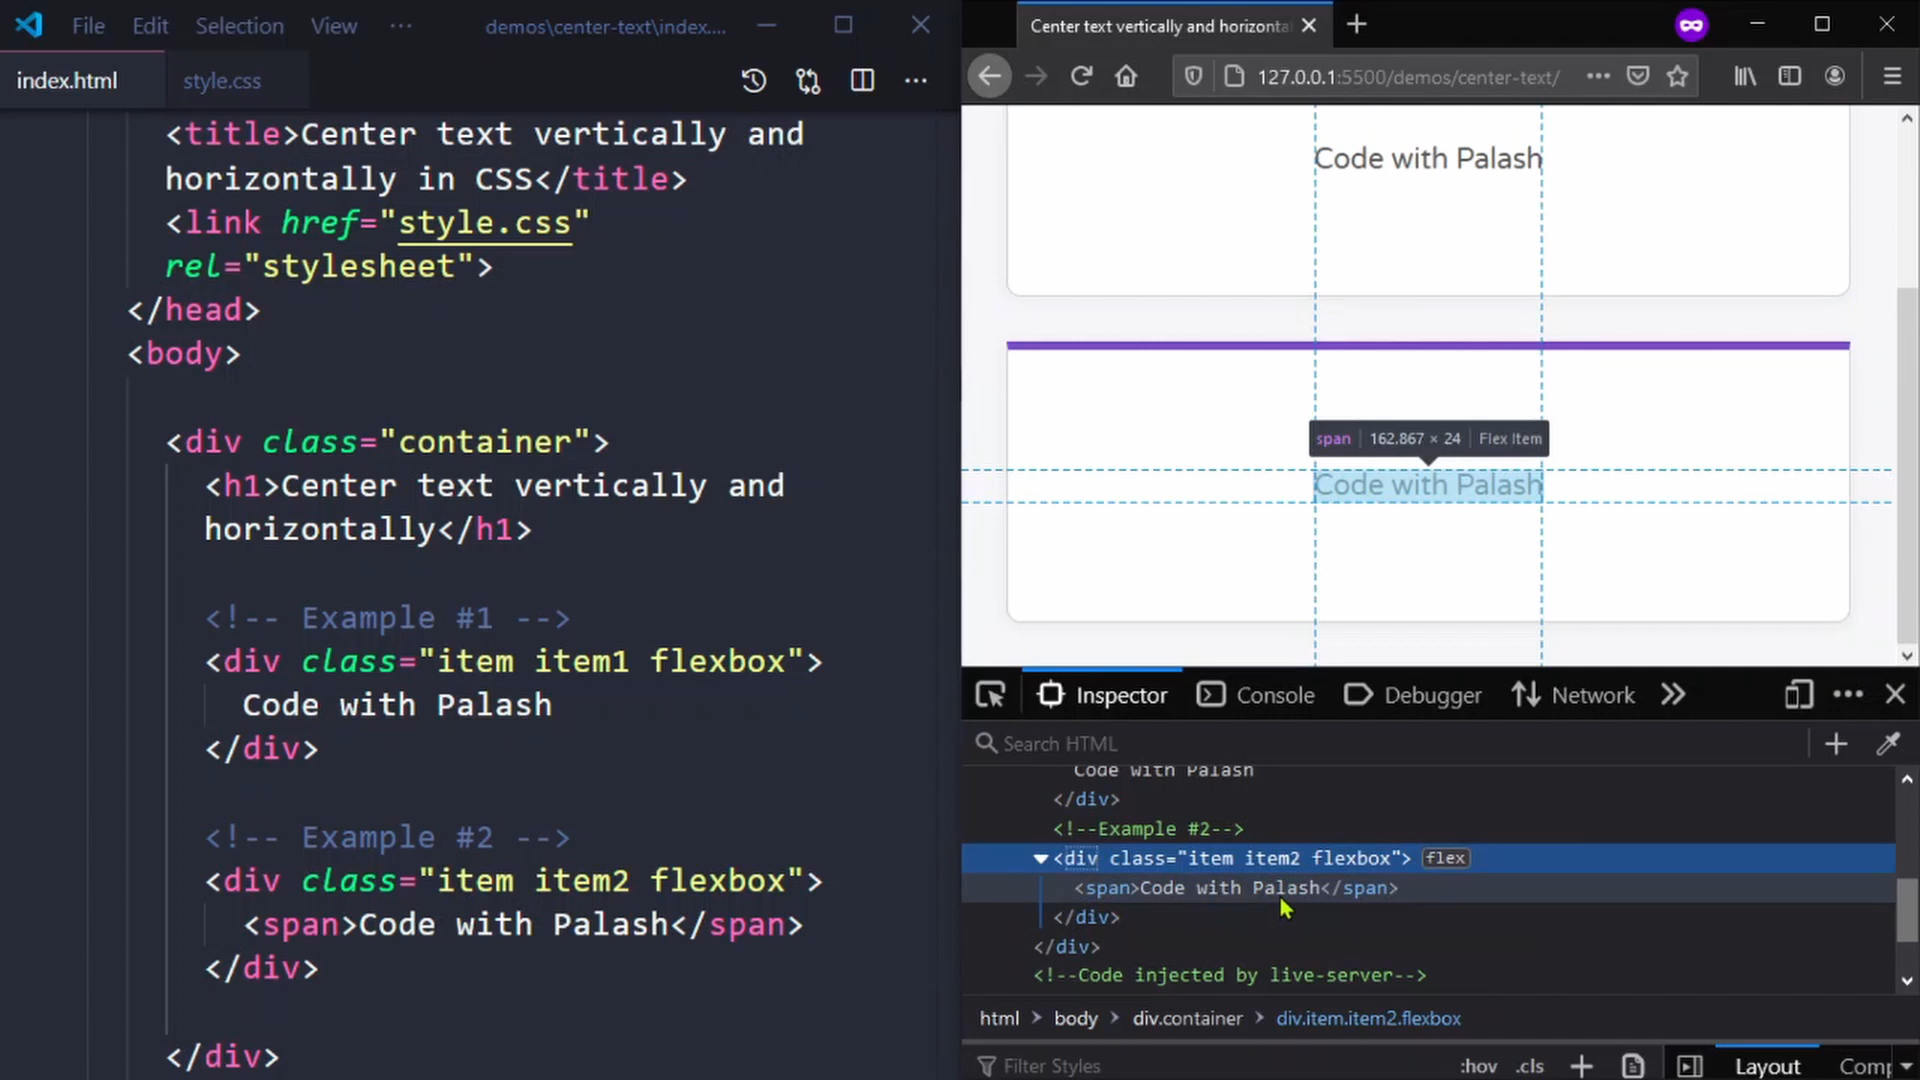 File Edit Selection View ··· demos\center-text\index....
index.html style.css
<title>Center text vertically and
horizontally in CSS</title>
<link href="style.css"
rel="stylesheet">
</head>
<body>
<div class="container">
<h1>Center text vertically and
horizontally</h1>
<!-- Example #1 -->
<div class="item item1 flexbox">
Code with Palash
</div>
<!-- Example #2 -->
<div class="item item2 flexbox">
<span>Code with Palash</span>
</div>
</div>
Center text vertically and horizonta
127.0.0.1:5500/demos/center-text/
Code with Palash
span 162.867 × 24 Flex Item
Code with Palash
Inspector Console Debugger Network
Search HTML
Code with Palash
</div>
<!--Example #2-->
<div class="item item2 flexbox"> flex
<span>Code with Palash</span>
</div>
</div>
<!--Code injected by live-server-->
html > body > div.container > div.item.item2.flexbox
Filter Styles :hov .cls + Layout Comp